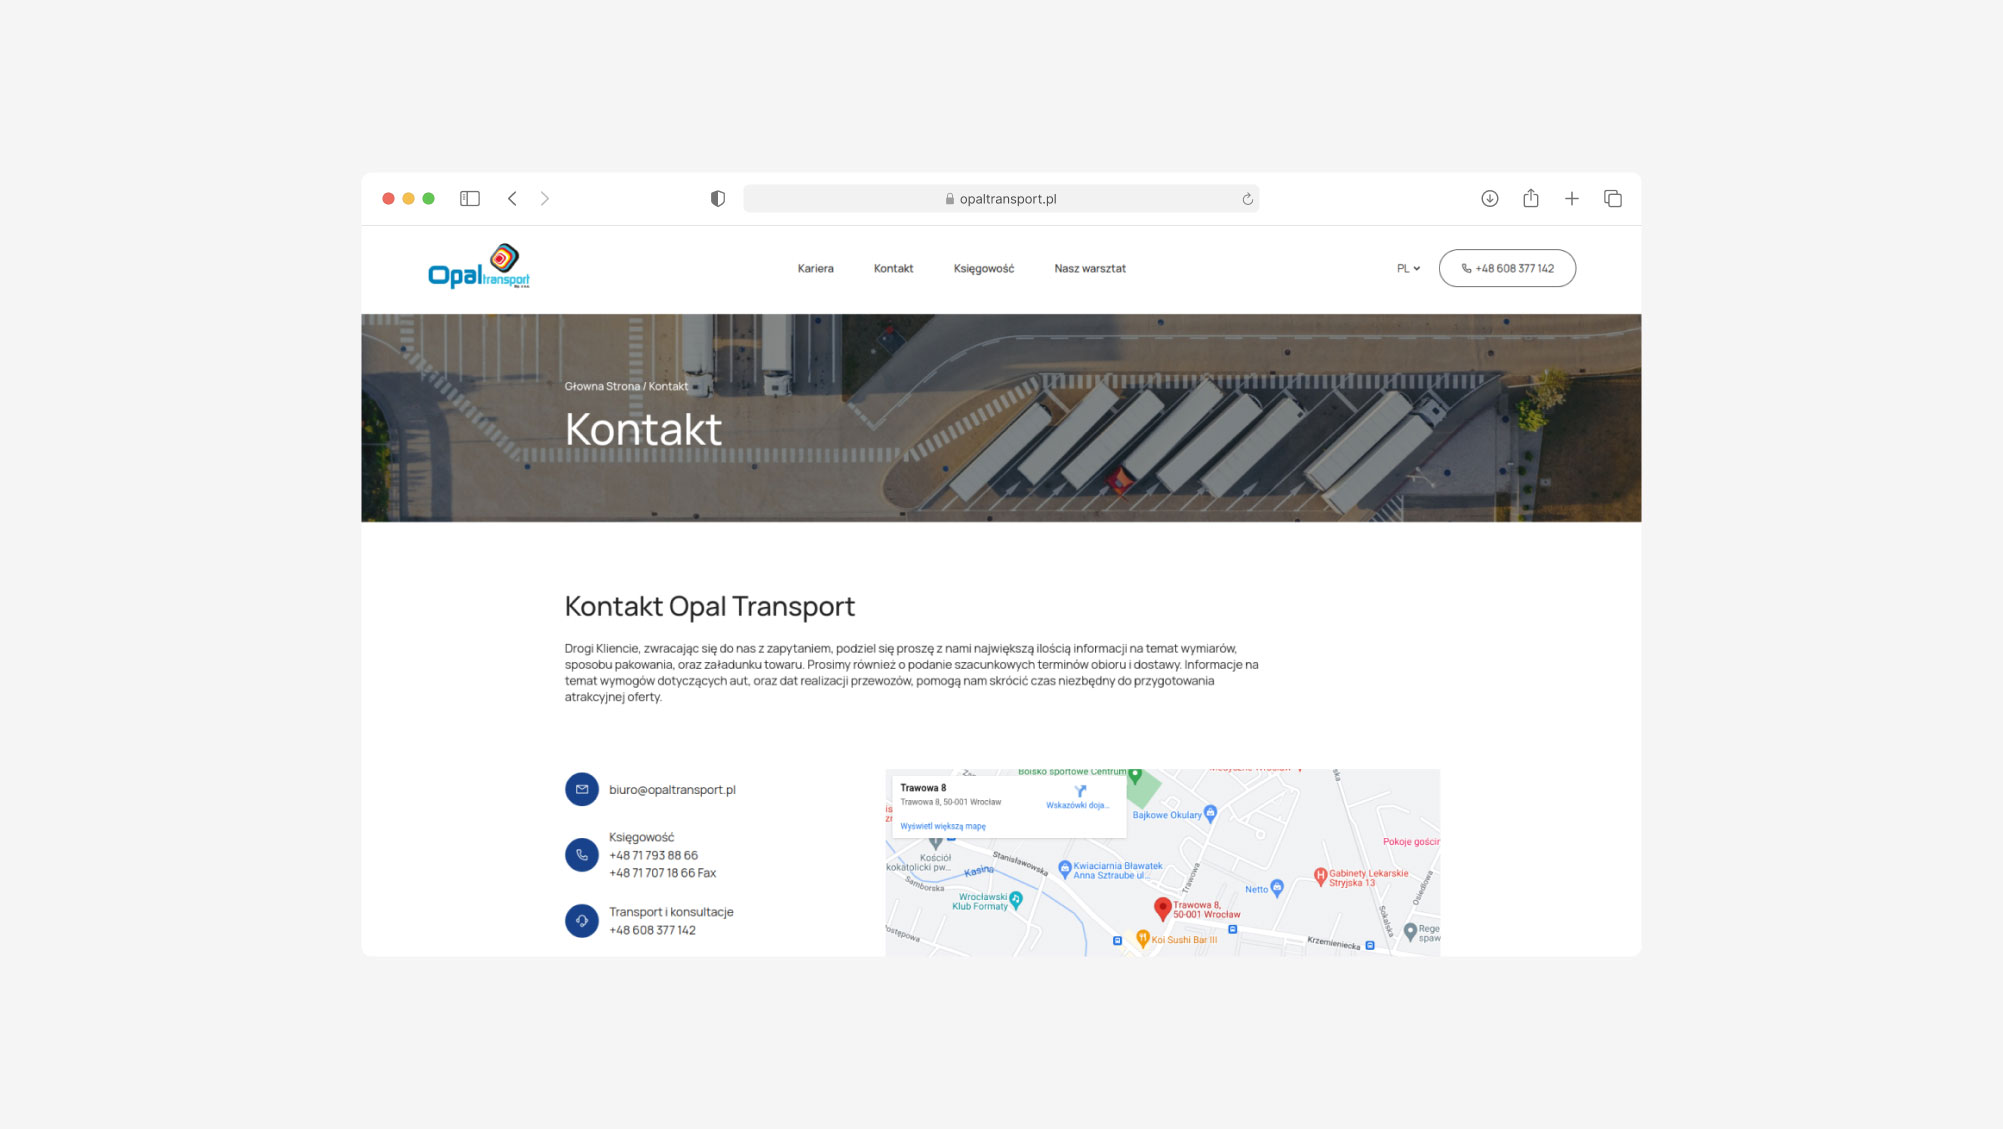 opaltransport.pl
Opal transport
Kariera
Kontakt
Księgowość
Nasz warsztat
PL
+48 608 377 142
Głowna Strona / Kontakt
Kontakt
Kontakt Opal Transport
Drogi Kliencie, zwracając się do nas z zapytaniem, podziel się proszę z nami największą ilością informacji na temat wymiarów,
sposobu pakowania, oraz załadunku towaru. Prosimy również o podanie szacunkowych terminów obioru i dostawy. Informacje na
temat wymogów dotyczących aut, oraz dat realizacji przewozów, pomogą nam skrócić czas niezbędny do przygotowania
atrakcyjnej oferty.
biuro@opaltransport.pl
Księgowość
+48 71 793 88 66
+48 71 707 18 66 Fax
Transport i konsultacje
+48 608 377 142
Boisko sportowe Centrum
Trawowa 8
Trawowa 8, 50-001 Wrocław
Wskazówki doja...
Wyświetl większą mapę
Bajkowe Okulary
Pokoje gościr
Kościół
kokatolicki pw...
Stanisławowska
Kasina
Samborska
Kwiaciarnia Bławatek
Anna Sztraube ul...
Trawowa
Wrocławski
Klub Formaty
Netto
Gabinety Lekarskie
Stryjska 13
Osiedlowa
Sokalska
Trawowa 8,
50-001 Wrocław
Koi Sushi Bar III
Krzemieniecka
Rege
spaw